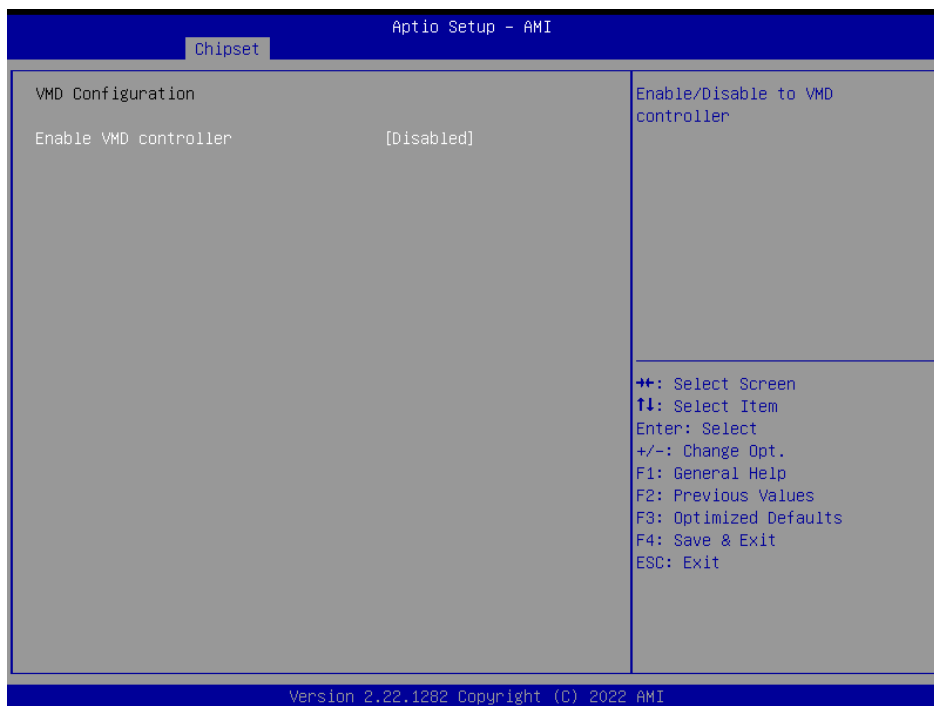 Aptio Setup – AMI
Chipset
VMD Configuration
Enable VMD controller [Disabled]
Enable/Disable to VMD
controller
→←: Select Screen
↑↓: Select Item
Enter: Select
+/-: Change Opt.
F1: General Help
F2: Previous Values
F3: Optimized Defaults
F4: Save & Exit
ESC: Exit
Version 2.22.1282 Copyright (C) 2022 AMI